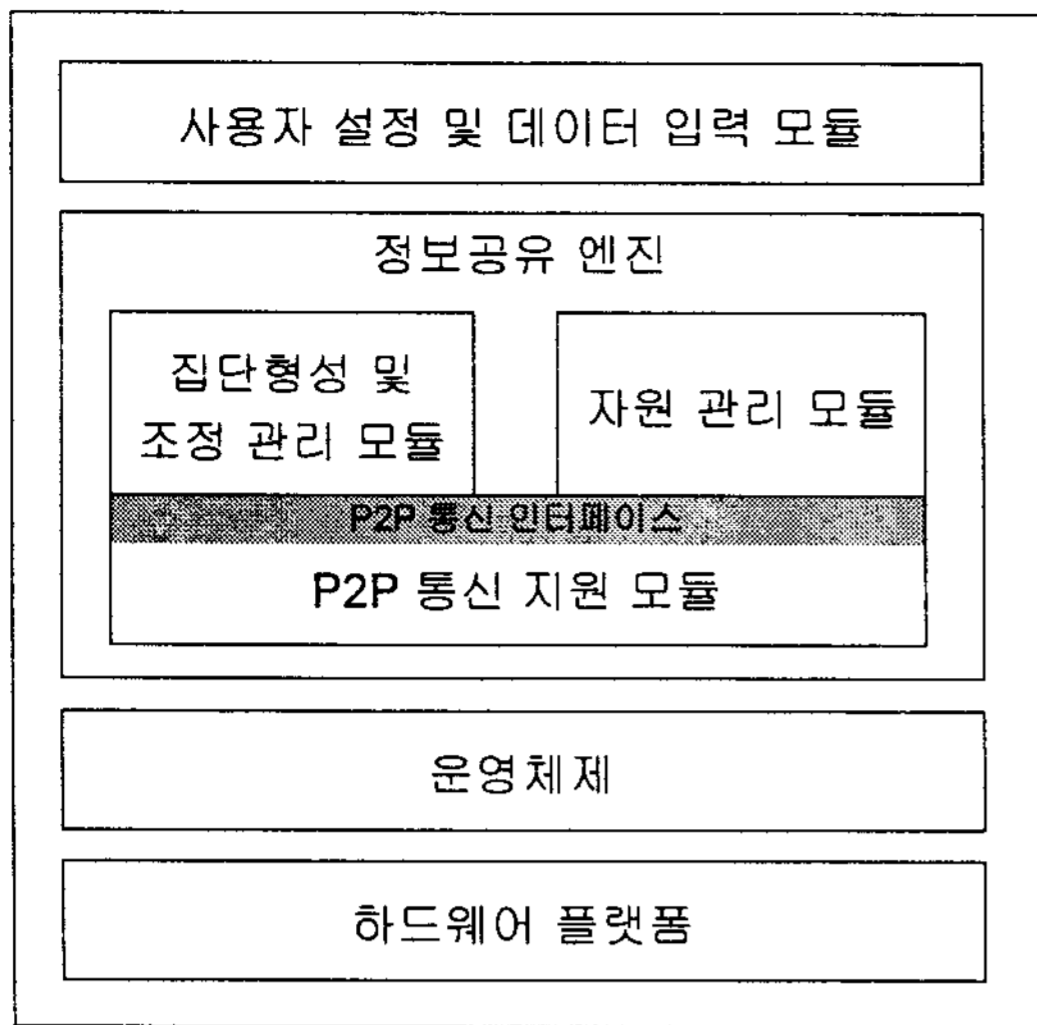 사용자 설정 및 데이터 입력 모듈
정보공유 엔진
집단형성 및
조정 관리 모듈
자원 관리 모듈
P2P 통신 인터페이스
P2P 통신 지원 모듈
운영체제
하드웨어 플랫폼